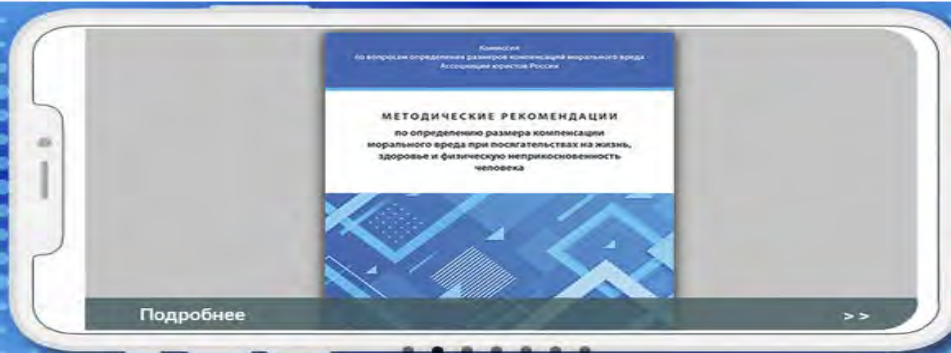 Комиссия
по вопросам определения размеров компенсаций морального вреда
Ассоциации юристов России
МЕТОДИЧЕСКИЕ РЕКОМЕНДАЦИИ
по определению размера компенсации
морального вреда при посягательствах на жизнь,
здоровье и физическую неприкосновенность
человека
Подробнее >>